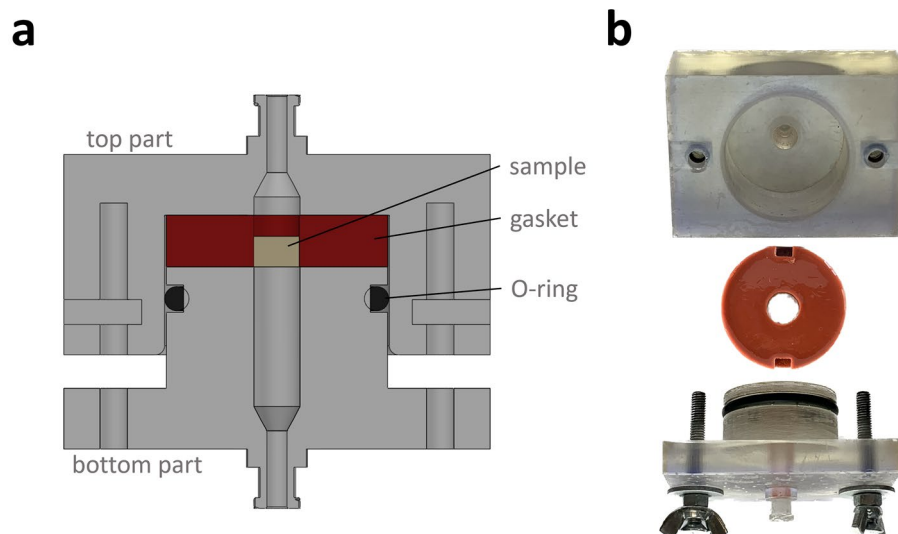 a
b
top part
sample
gasket
O-ring
bottom part